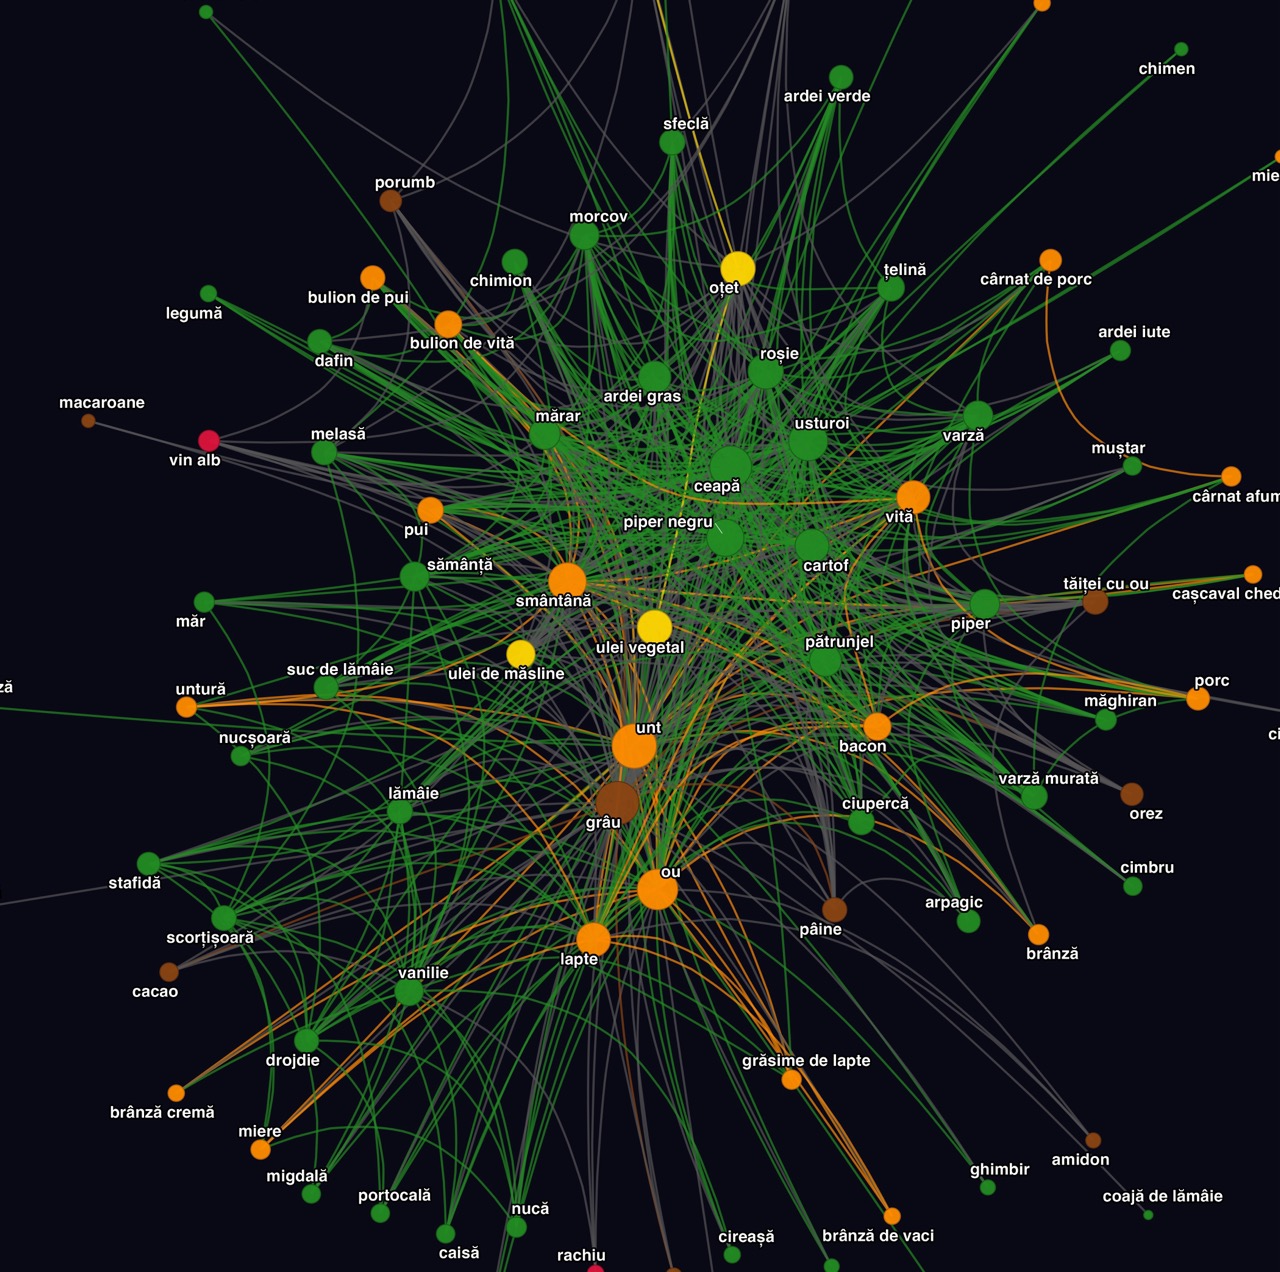 chimen
ardei verde
sfeclă
mie
porumb
morcov
țelină
chimion
cârnat de porc
oțet
bulion de pui
legumă
ardei iute
bulion de vită
roșie
dafin
ardei gras
macaroane
mărar
usturoi
melasă
varză
muștar
vin alb
ceapă
cârnat afum
vită
piper negru
pui
sămânță
cartof
tăiței cu ou
cașcaval ched
smântână
măr
piper
pătrunjel
ulei vegetal
suc de lămâie
ulei de măsline
porc
ză
untură
măghiran
unt
nucșoară
ci
bacon
varză murată
lămâie
ciupercă
orez
grâu
cimbru
ou
stafidă
arpagic
pâine
scorțișoară
brânză
lapte
vanilie
cacao
drojdie
grăsime de lapte
brânză cremă
miere
amidon
ghimbir
migdală
portocală
coajă de lămâie
nucă
cireașă
brânză de vaci
caisă
rachiu